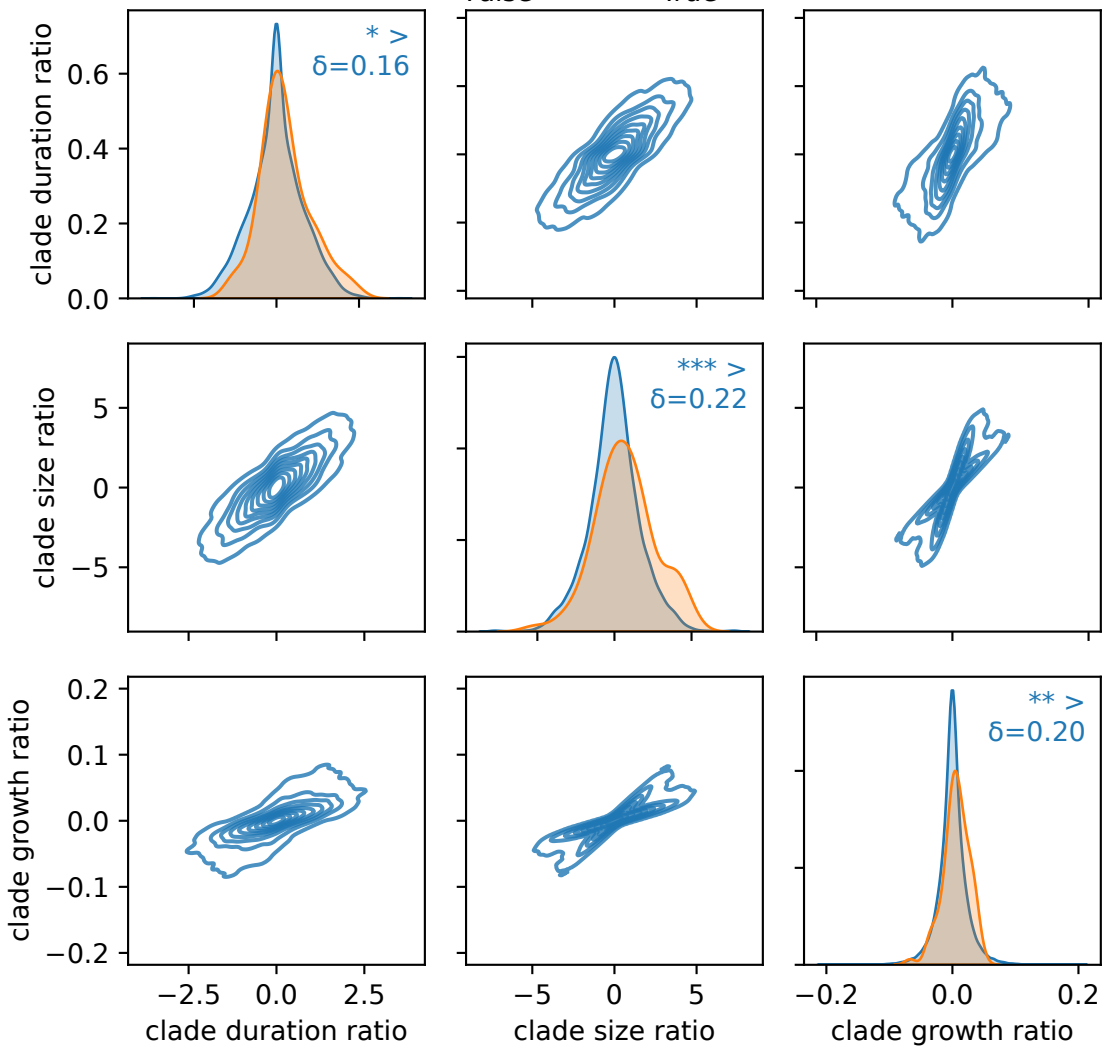 * >
δ=0.16
clade duration ratio
0.6
0.4
0.2
0.0
*** >
δ=0.22
clade size ratio
5
0
−5
** >
δ=0.20
clade growth ratio
0.2
0.1
0.0
−0.1
−0.2
−2.5 0.0 2.5
−5 0 5
−0.2 0.0 0.2
clade duration ratio
clade size ratio
clade growth ratio